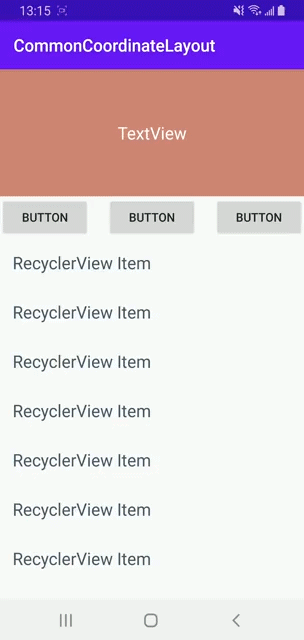 13:15
CommonCoordinateLayout
TextView
BUTTON BUTTON BUTTON
RecyclerView Item
RecyclerView Item
RecyclerView Item
RecyclerView Item
RecyclerView Item
RecyclerView Item
RecyclerView Item